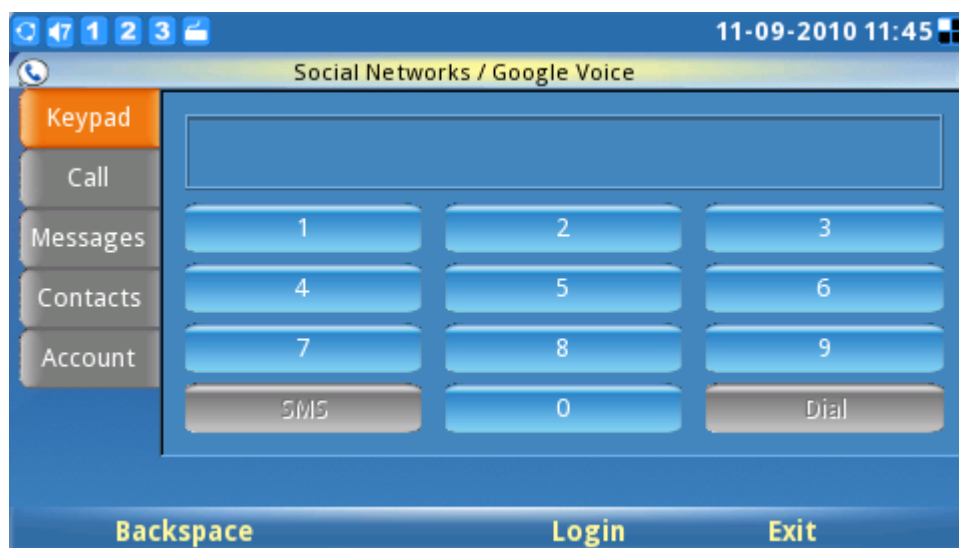 7 1 2 3 11-09-2010 11:45
Social Networks / Google Voice
Keypad
Call
Messages
Contacts
Account
1 2 3
4 5 6
7 8 9
SMS 0 Dial
Backspace Login Exit